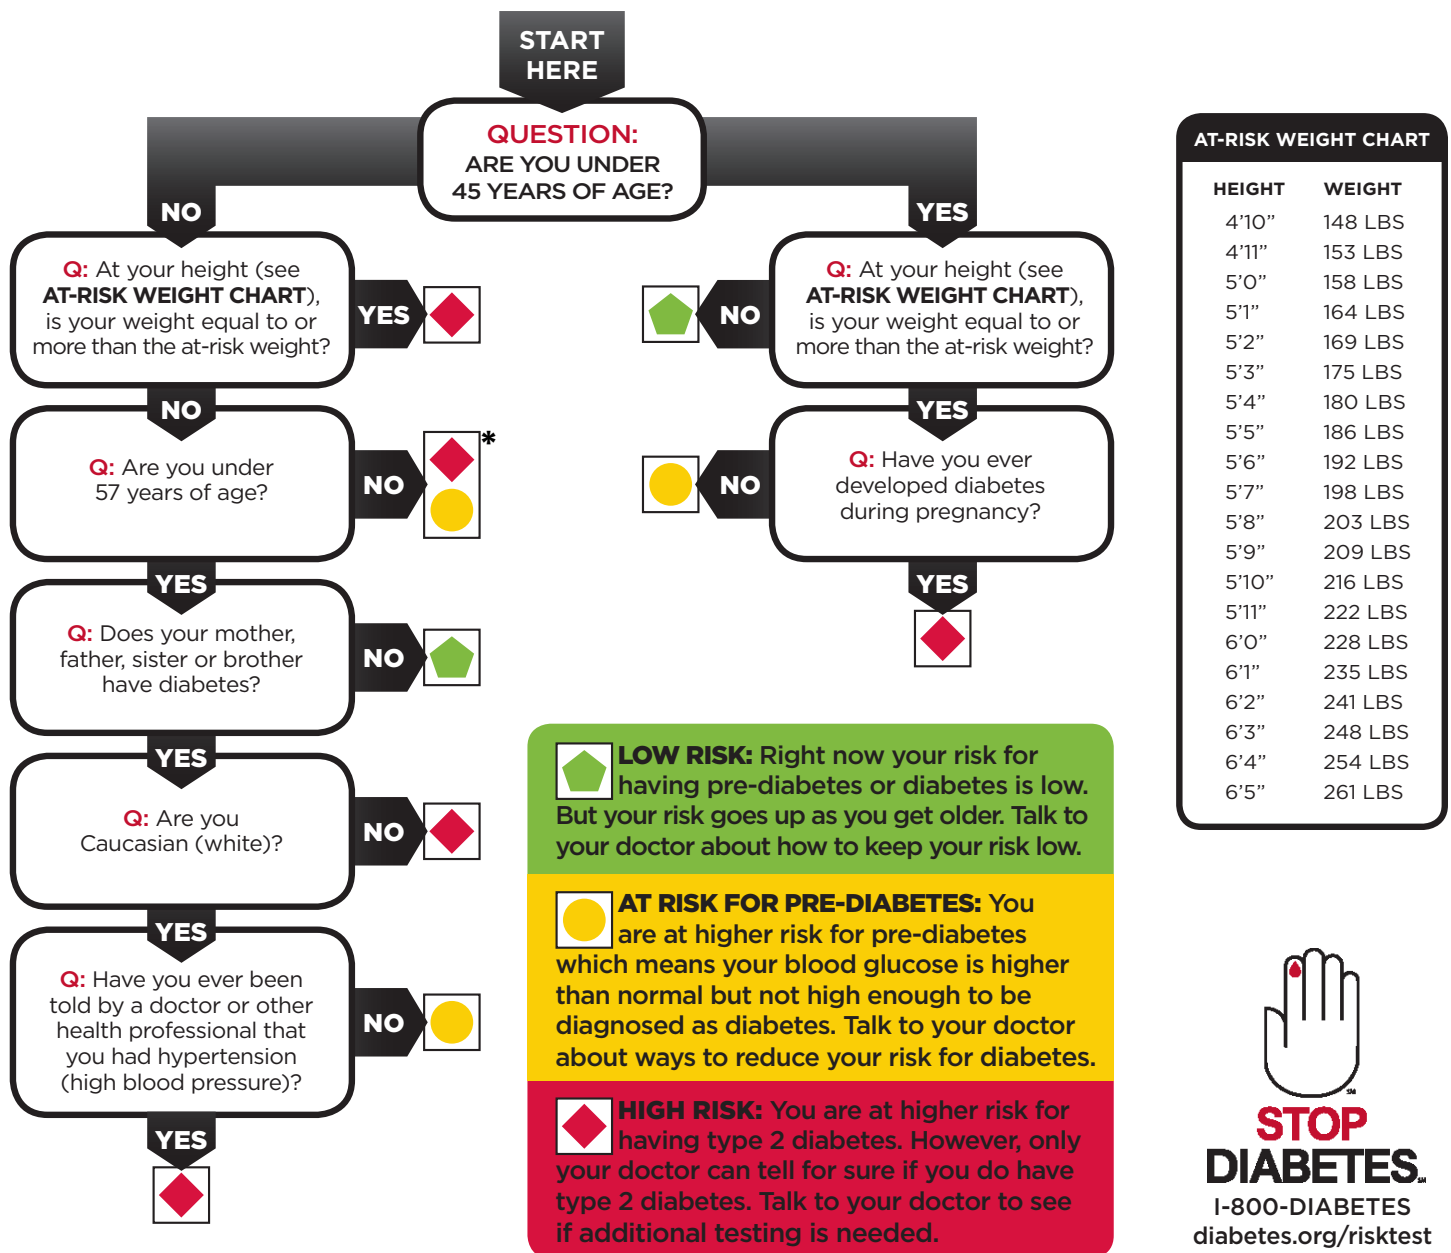 START
HERE
QUESTION:
ARE YOU UNDER
45 YEARS OF AGE?
NO
Q: At your height (see
AT-RISK WEIGHT CHART),
is your weight equal to or
more than the at-risk weight?
YES
NO
Q: Are you under
57 years of age?
NO
*
YES
Q: Does your mother,
father, sister or brother
have diabetes?
NO
YES
Q: Are you
Caucasian (white)?
NO
YES
Q: Have you ever been
told by a doctor or other
health professional that
you had hypertension
(high blood pressure)?
NO
YES
YES
Q: At your height (see
AT-RISK WEIGHT CHART),
is your weight equal to or
more than the at-risk weight?
NO
YES
Q: Have you ever
developed diabetes
during pregnancy?
NO
YES
LOW RISK: Right now your risk for
having pre-diabetes or diabetes is low.
But your risk goes up as you get older. Talk to
your doctor about how to keep your risk low.
AT RISK FOR PRE-DIABETES: You
are at higher risk for pre-diabetes
which means your blood glucose is higher
than normal but not high enough to be
diagnosed as diabetes. Talk to your doctor
about ways to reduce your risk for diabetes.
HIGH RISK: You are at higher risk for
having type 2 diabetes. However, only
your doctor can tell for sure if you do have
type 2 diabetes. Talk to your doctor to see
if additional testing is needed.
AT-RISK WEIGHT CHART
HEIGHT WEIGHT
4’10” 148 LBS
4’11” 153 LBS
5’0” 158 LBS
5’1” 164 LBS
5’2” 169 LBS
5’3” 175 LBS
5’4” 180 LBS
5’5” 186 LBS
5’6” 192 LBS
5’7” 198 LBS
5’8” 203 LBS
5’9” 209 LBS
5’10” 216 LBS
5’11” 222 LBS
6’0” 228 LBS
6’1” 235 LBS
6’2” 241 LBS
6’3” 248 LBS
6’4” 254 LBS
6’5” 261 LBS
SM
STOP
DIABETES℠
1-800-DIABETES
diabetes.org/risktest